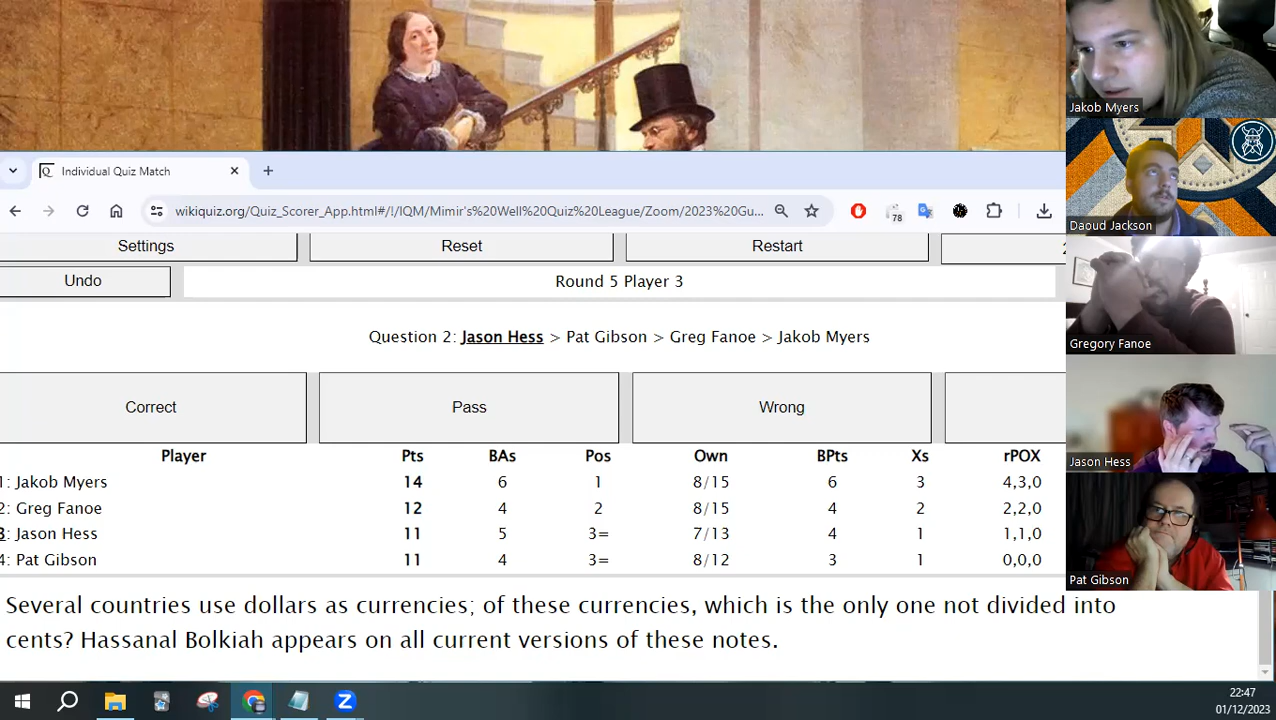 Jakob Myers
Individual Quiz Match
wikiquiz.org/Quiz_Scorer_App.html#/!/IQM/Mimir's%20Well%20Quiz%20League/Zoom/2023%20Gu...
78
Daoud Jackson
Settings
Reset
Restart
2
Undo
Round 5 Player 3
Question 2: Jason Hess > Pat Gibson > Greg Fanoe > Jakob Myers
Gregory Fanoe
Correct
Pass
Wrong
Player Pts BAs Pos Own BPts Xs rPOX
1: Jakob Myers 14 6 1 8/15 6 3 4,3,0
2: Greg Fanoe 12 4 2 8/15 4 2 2,2,0
3: Jason Hess 11 5 3= 7/13 4 1 1,1,0
4: Pat Gibson 11 4 3= 8/12 3 1 0,0,0
Jason Hess
Pat Gibson
Several countries use dollars as currencies; of these currencies, which is the only one not divided into
cents? Hassanal Bolkiah appears on all current versions of these notes.
22:47
01/12/2023